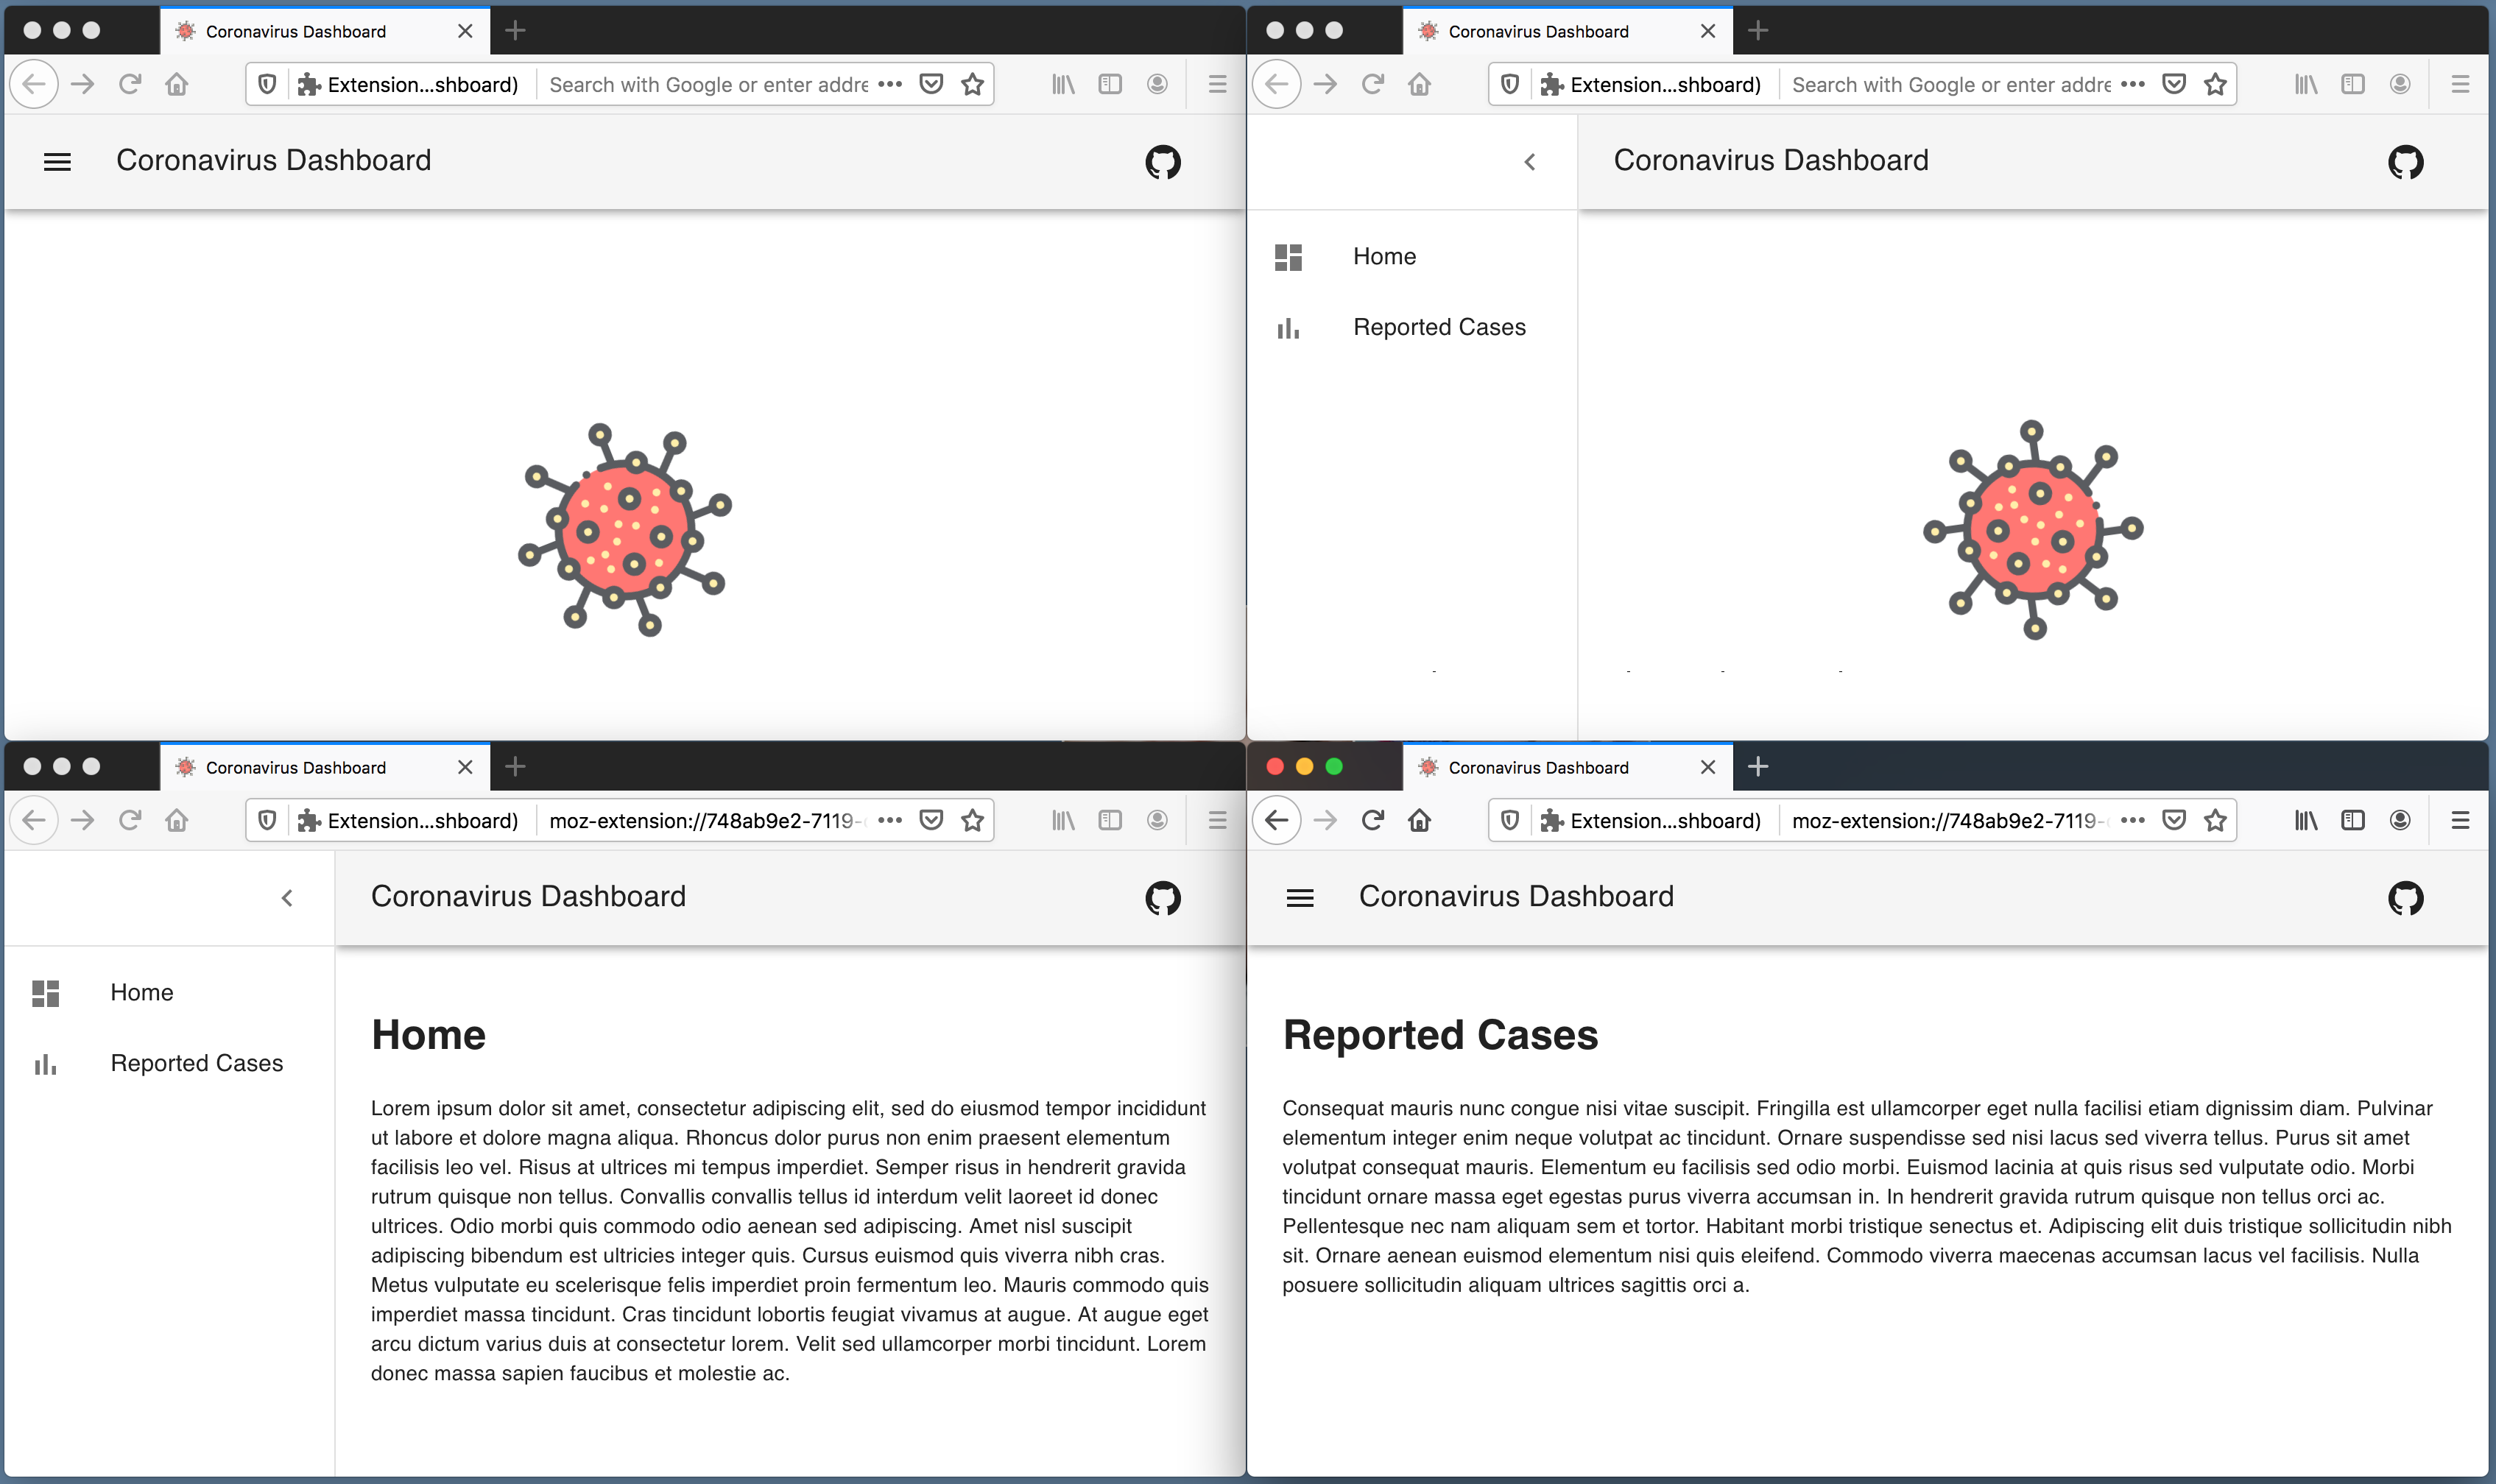 Coronavirus Dashboard
Extension...shboard) Search with Google or enter addre
Coronavirus Dashboard
Coronavirus Dashboard
Extension...shboard) Search with Google or enter addre
Coronavirus Dashboard
Home
Reported Cases
Coronavirus Dashboard
Extension...shboard) moz-extension://748ab9e2-7119-
Coronavirus Dashboard
Home
Reported Cases
Home
Lorem ipsum dolor sit amet, consectetur adipiscing elit, sed do eiusmod tempor incididunt
ut labore et dolore magna aliqua. Rhoncus dolor purus non enim praesent elementum
facilisis leo vel. Risus at ultrices mi tempus imperdiet. Semper risus in hendrerit gravida
rutrum quisque non tellus. Convallis convallis tellus id interdum velit laoreet id donec
ultrices. Odio morbi quis commodo odio aenean sed adipiscing. Amet nisl suscipit
adipiscing bibendum est ultricies integer quis. Cursus euismod quis viverra nibh cras.
Metus vulputate eu scelerisque felis imperdiet proin fermentum leo. Mauris commodo quis
imperdiet massa tincidunt. Cras tincidunt lobortis feugiat vivamus at augue. At augue eget
arcu dictum varius duis at consectetur lorem. Velit sed ullamcorper morbi tincidunt. Lorem
donec massa sapien faucibus et molestie ac.
Coronavirus Dashboard
Extension...shboard) moz-extension://748ab9e2-7119-
Coronavirus Dashboard
Reported Cases
Consequat mauris nunc congue nisi vitae suscipit. Fringilla est ullamcorper eget nulla facilisi etiam dignissim diam. Pulvinar
elementum integer enim neque volutpat ac tincidunt. Ornare suspendisse sed nisi lacus sed viverra tellus. Purus sit amet
volutpat consequat mauris. Elementum eu facilisis sed odio morbi. Euismod lacinia at quis risus sed vulputate odio. Morbi
tincidunt ornare massa eget egestas purus viverra accumsan in. In hendrerit gravida rutrum quisque non tellus orci ac.
Pellentesque nec nam aliquam sem et tortor. Habitant morbi tristique senectus et. Adipiscing elit duis tristique sollicitudin nibh
sit. Ornare aenean euismod elementum nisi quis eleifend. Commodo viverra maecenas accumsan lacus vel facilisis. Nulla
posuere sollicitudin aliquam ultrices sagittis orci a.